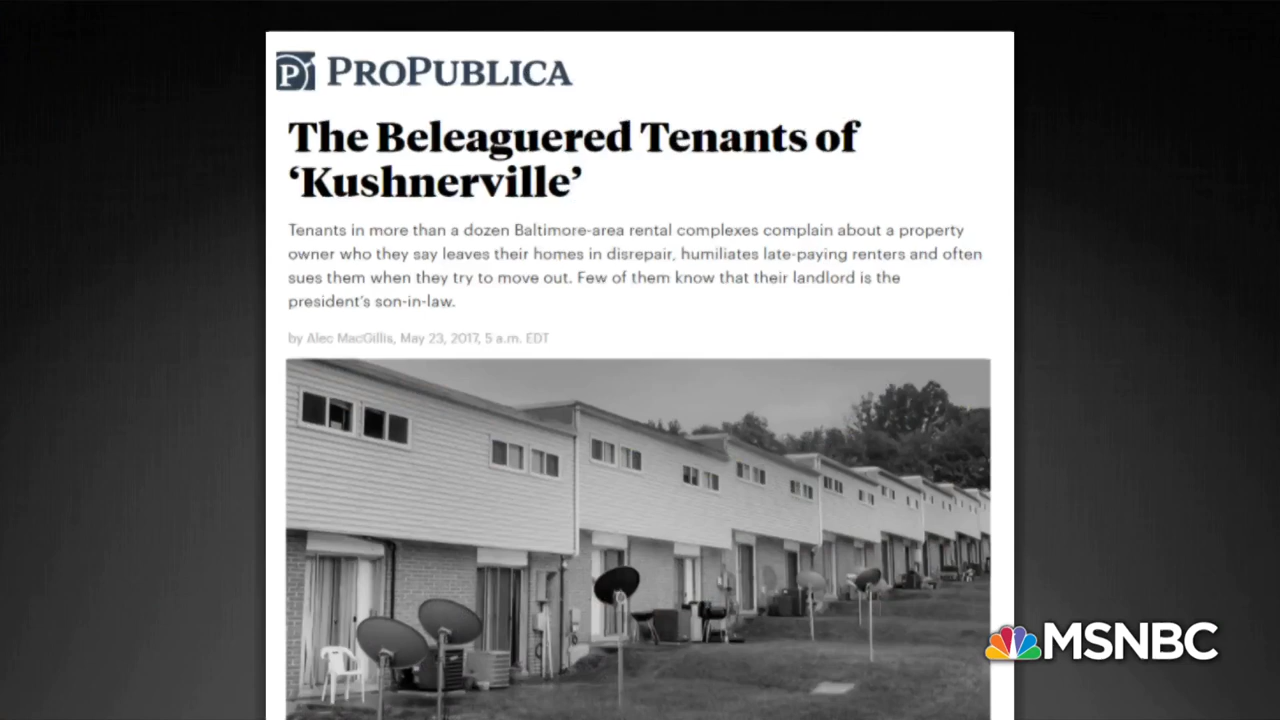 PROPUBLICA
The Beleaguered Tenants of
‘Kushnerville’
Tenants in more than a dozen Baltimore-area rental complexes complain about a property
owner who they say leaves their homes in disrepair, humiliates late-paying renters and often
sues them when they try to move out. Few of them know that their landlord is the
president’s son-in-law.
by Alec MacGillis, May 23, 2017, 5 a.m. EDT
MSNBC